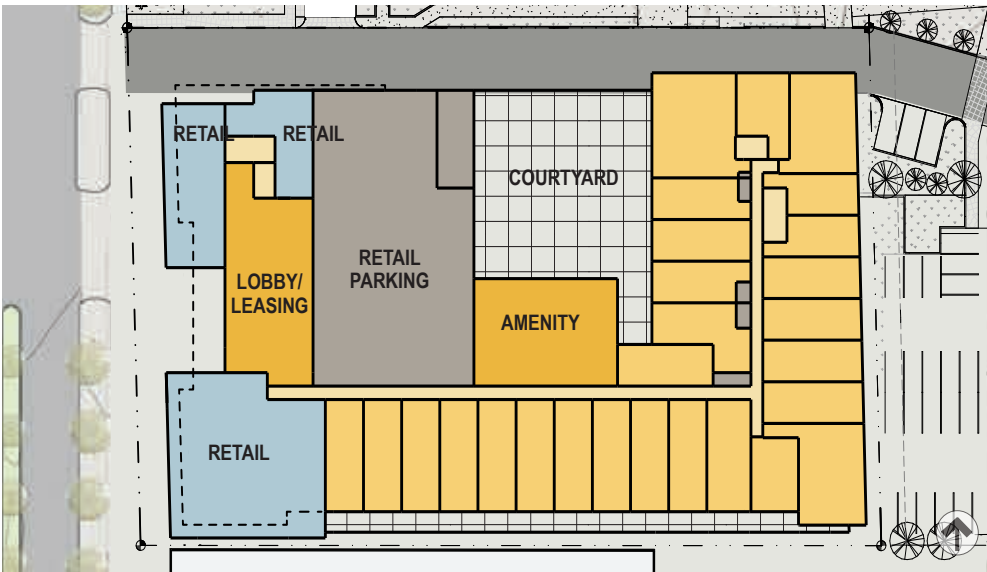 RETAIL
RETAIL
COURTYARD
RETAIL
PARKING
LOBBY/
LEASING
AMENITY
RETAIL